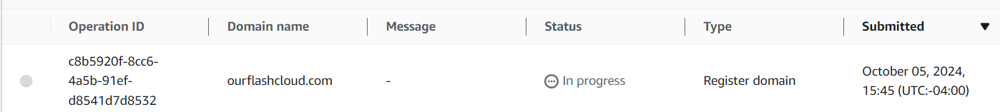 Operation ID Domain name Message Status Type Submitted
c8b5920f-8cc6-
4a5b-91ef-
d8541d7d8532
ourflashcloud.com
-
In progress
Register domain
October 05, 2024,
15:45 (UTC:-04:00)